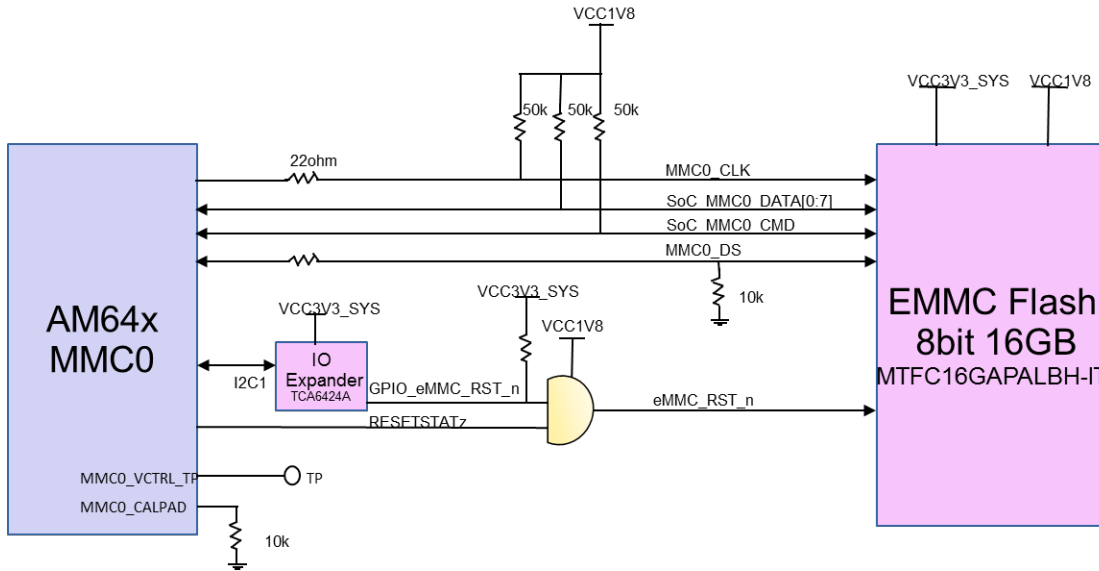 VCC1V8
VCC3V3_SYS
VCC1V8
50k
50k
50k
22ohm
MMC0_CLK
SoC_MMC0_DATA[0:7]
SoC_MMC0_CMD
MMC0_DS
10k
VCC3V3_SYS
VCC3V3_SYS
VCC1V8
AM64x
MMC0
EMMC Flash
8bit 16GB
MTFC16GAPALBH-IT
I2C1
IO
Expander
TCA6424A
GPIO_eMMC_RST_n
eMMC_RST_n
RESETSTATz
MMC0_VCTRL_TP
TP
MMC0_CALPAD
10k